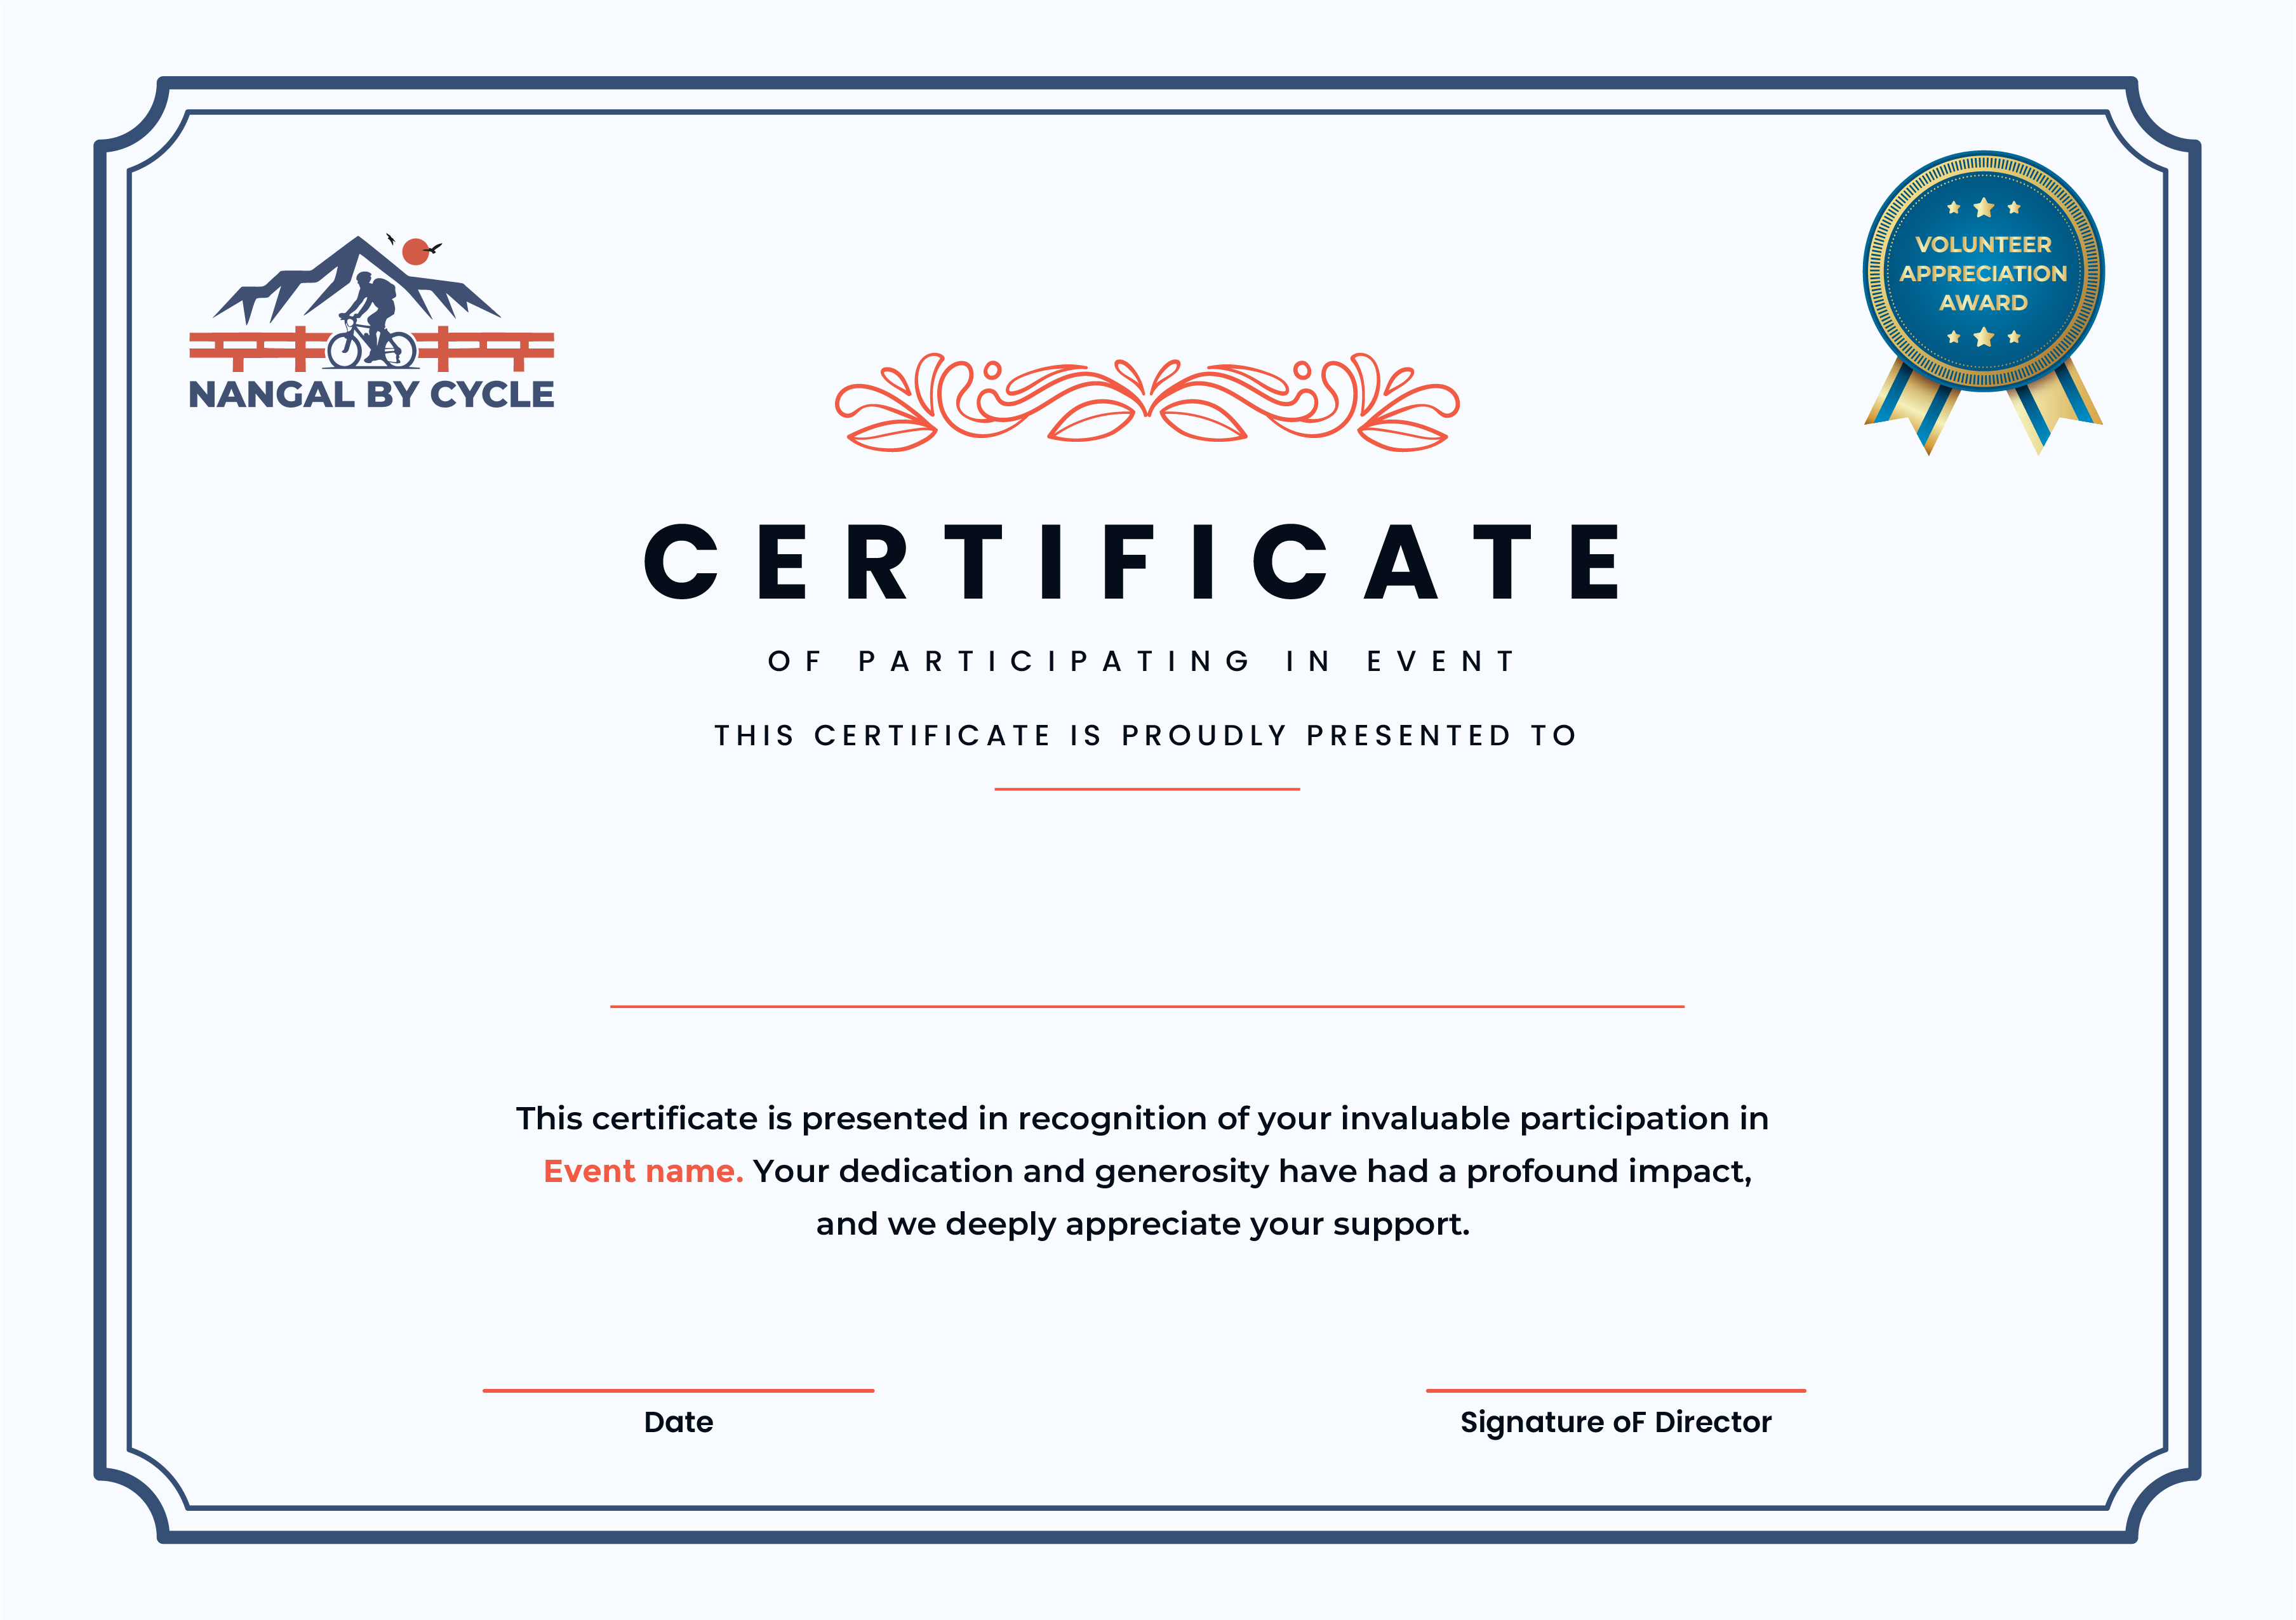 NANGAL BY CYCLE
VOLUNTEER
APPRECIATION
AWARD
CERTIFICATE
OF PARTICIPATING IN EVENT
THIS CERTIFICATE IS PROUDLY PRESENTED TO
This certificate is presented in recognition of your invaluable participation in
Event name. Your dedication and generosity have had a profound impact,
and we deeply appreciate your support.
Date
Signature oF Director